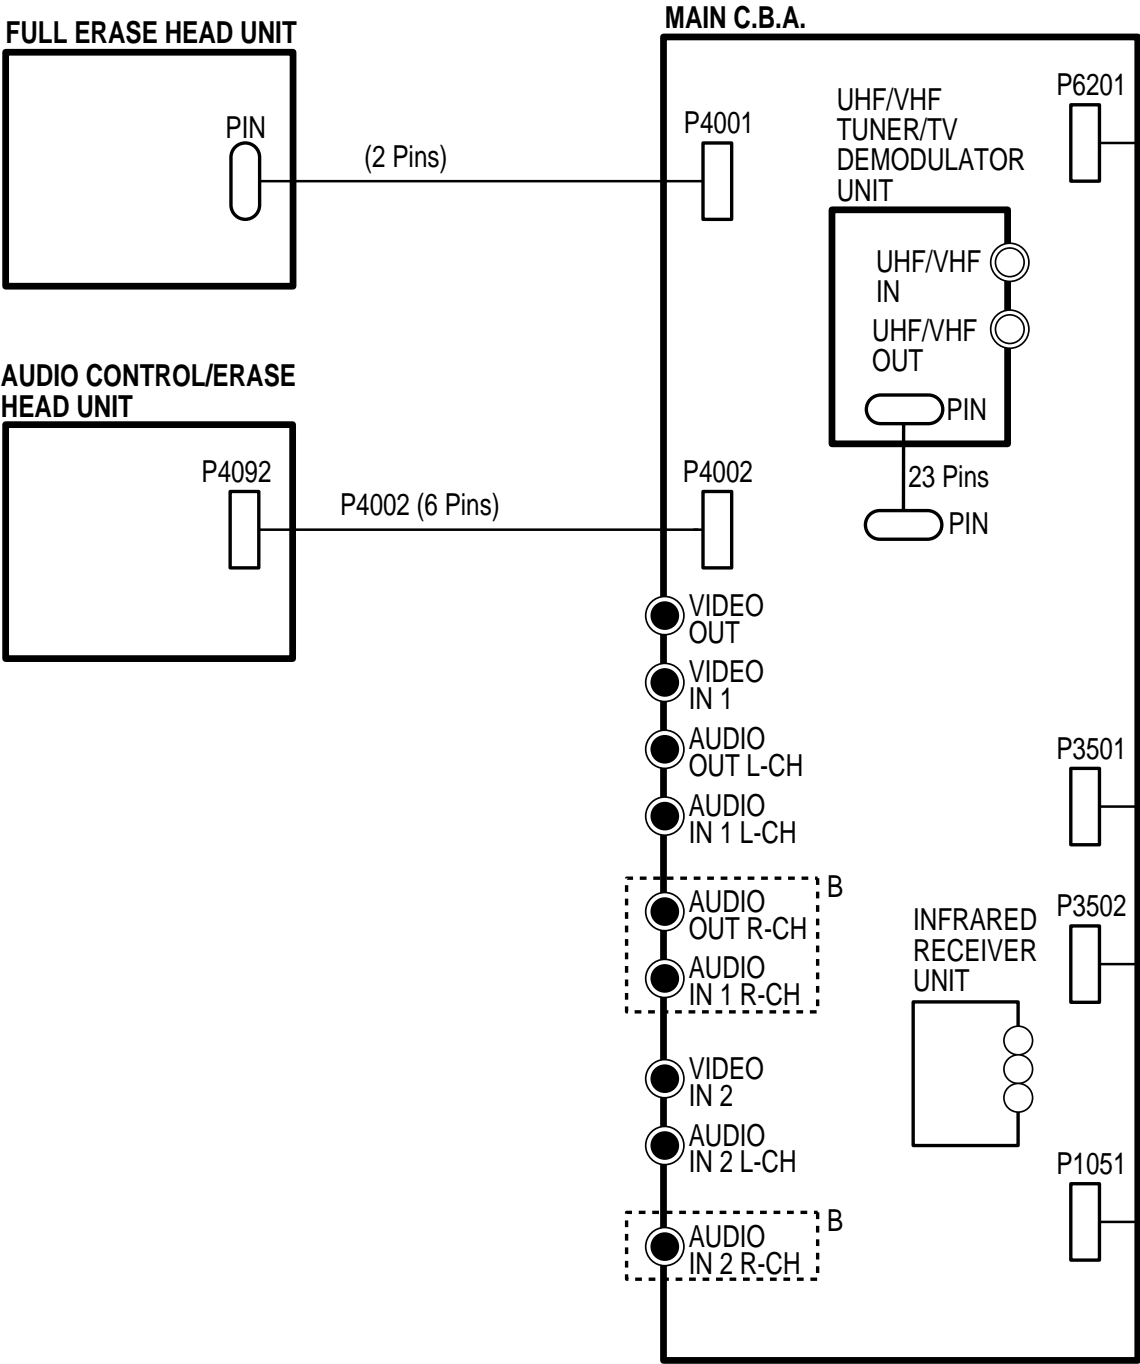 FULL ERASE HEAD UNIT
PIN
(2 Pins)
AUDIO CONTROL/ERASE
HEAD UNIT
P4092
P4002 (6 Pins)
MAIN C.B.A.
P4001
UHF/VHF
TUNER/TV
DEMODULATOR
UNIT
P6201
UHF/VHF
IN
UHF/VHF
OUT
PIN
23 Pins
PIN
P4002
VIDEO
OUT
VIDEO
IN 1
AUDIO
OUT L-CH
AUDIO
IN 1 L-CH
B
AUDIO
OUT R-CH
AUDIO
IN 1 R-CH
VIDEO
IN 2
AUDIO
IN 2 L-CH
B
AUDIO
IN 2 R-CH
P3501
INFRARED
RECEIVER
UNIT
P3502
P1051